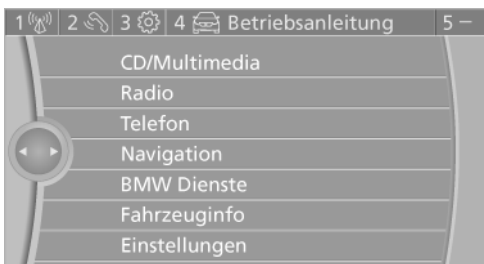 1 2 3 4 Betriebsanleitung 5 –
CD/Multimedia
Radio
Telefon
Navigation
BMW Dienste
Fahrzeuginfo
Einstellungen